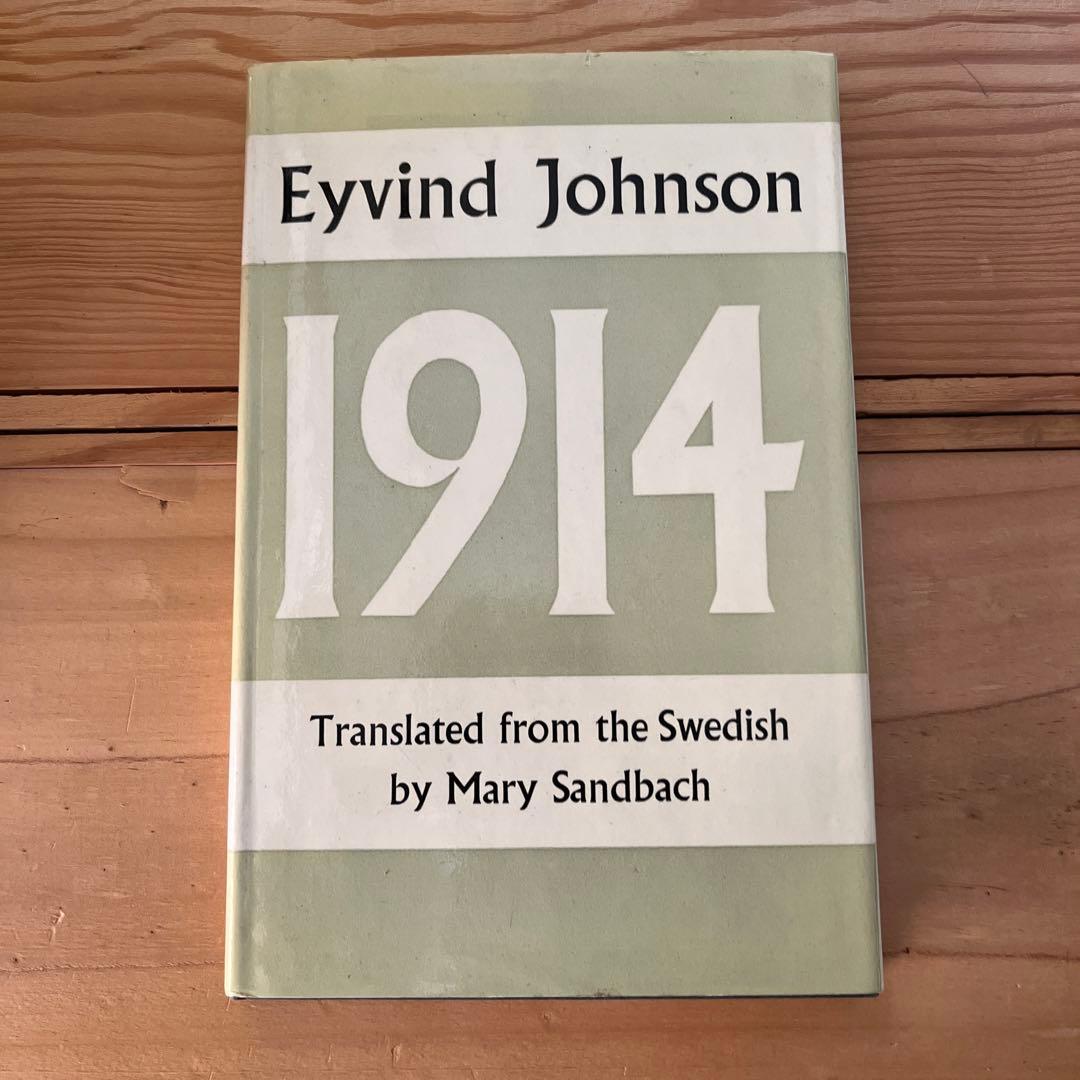 Eyvind Johnson
1914
Translated from the Swedish
by Mary Sandbach